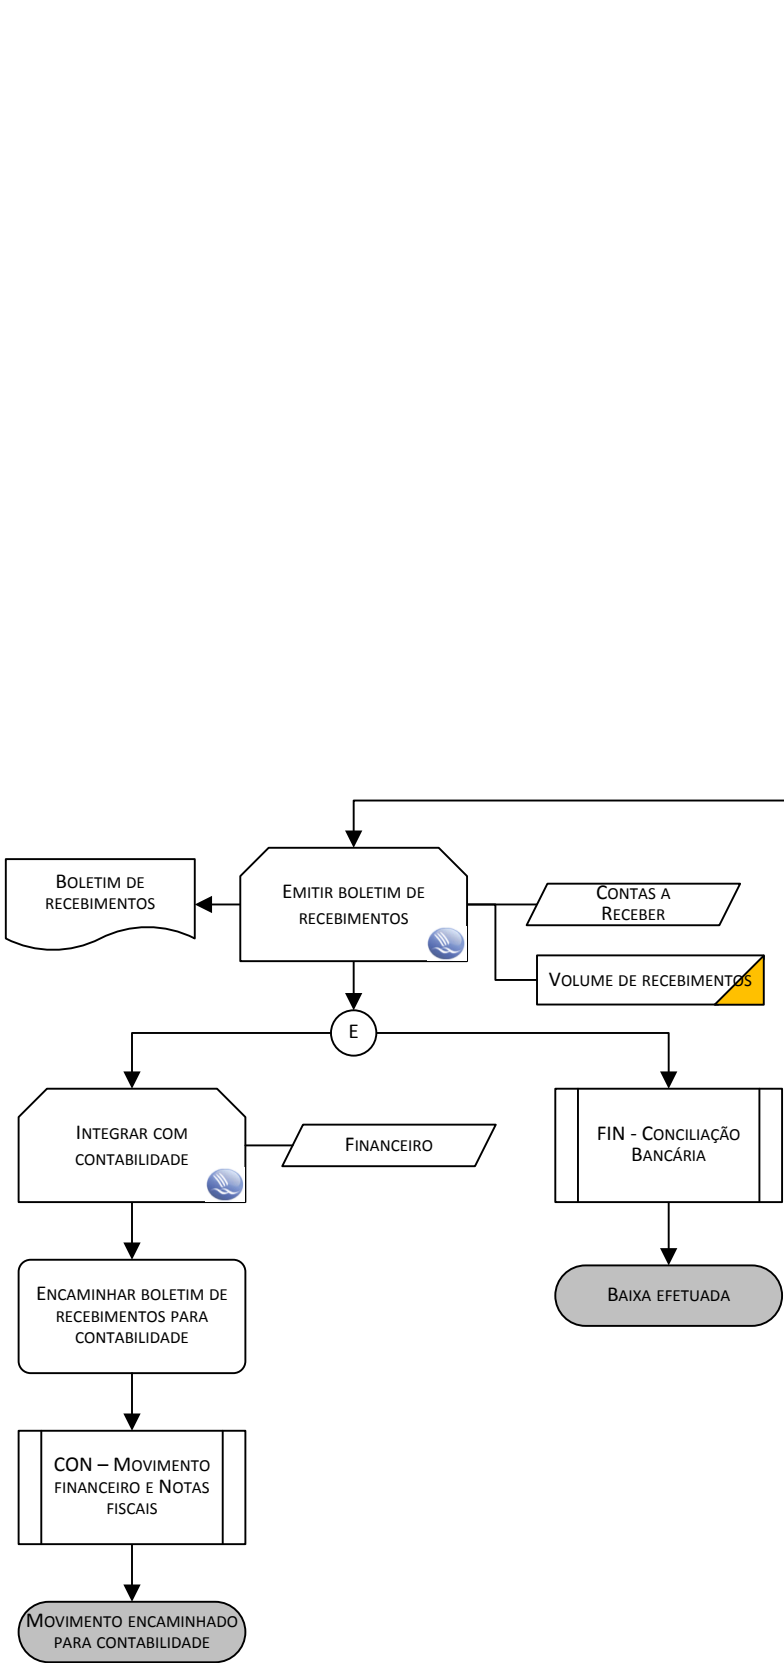 BOLETIM DE
RECEBIMENTOS
EMITIR BOLETIM DE
RECEBIMENTOS
CONTAS A
RECEBER
VOLUME DE RECEBIMENTOS
E
INTEGRAR COM
CONTABILIDADE
FINANCEIRO
FIN - CONCILIAÇÃO
BANCÁRIA
ENCAMINHAR BOLETIM DE
RECEBIMENTOS PARA
CONTABILIDADE
BAIXA EFETUADA
CON – MOVIMENTO
FINANCEIRO E NOTAS
FISCAIS
MOVIMENTO ENCAMINHADO
PARA CONTABILIDADE